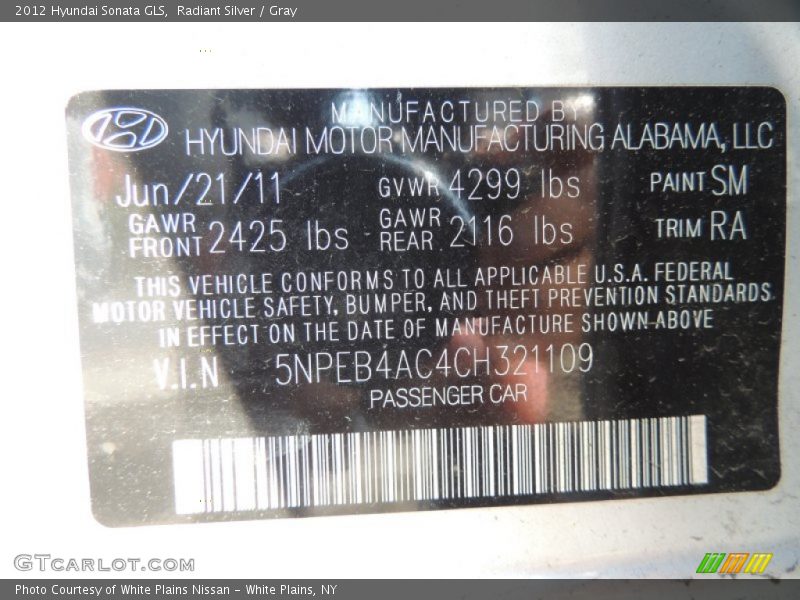 2012 Hyundai Sonata GLS, Radiant Silver / Gray
MANUFACTURED BY
HYUNDAI MOTOR MANUFACTURING ALABAMA, LLC
Jun/21/11 GVWR 4299 lbs PAINT SM
GAWR FRONT 2425 lbs GAWR REAR 2116 lbs TRIM RA
THIS VEHICLE CONFORMS TO ALL APPLICABLE U.S.A. FEDERAL
MOTOR VEHICLE SAFETY, BUMPER, AND THEFT PREVENTION STANDARDS
IN EFFECT ON THE DATE OF MANUFACTURE SHOWN ABOVE
V.I.N 5NPEB4AC4CH321109
PASSENGER CAR
GTCARLOT.COM
Photo Courtesy of White Plains Nissan - White Plains, NY